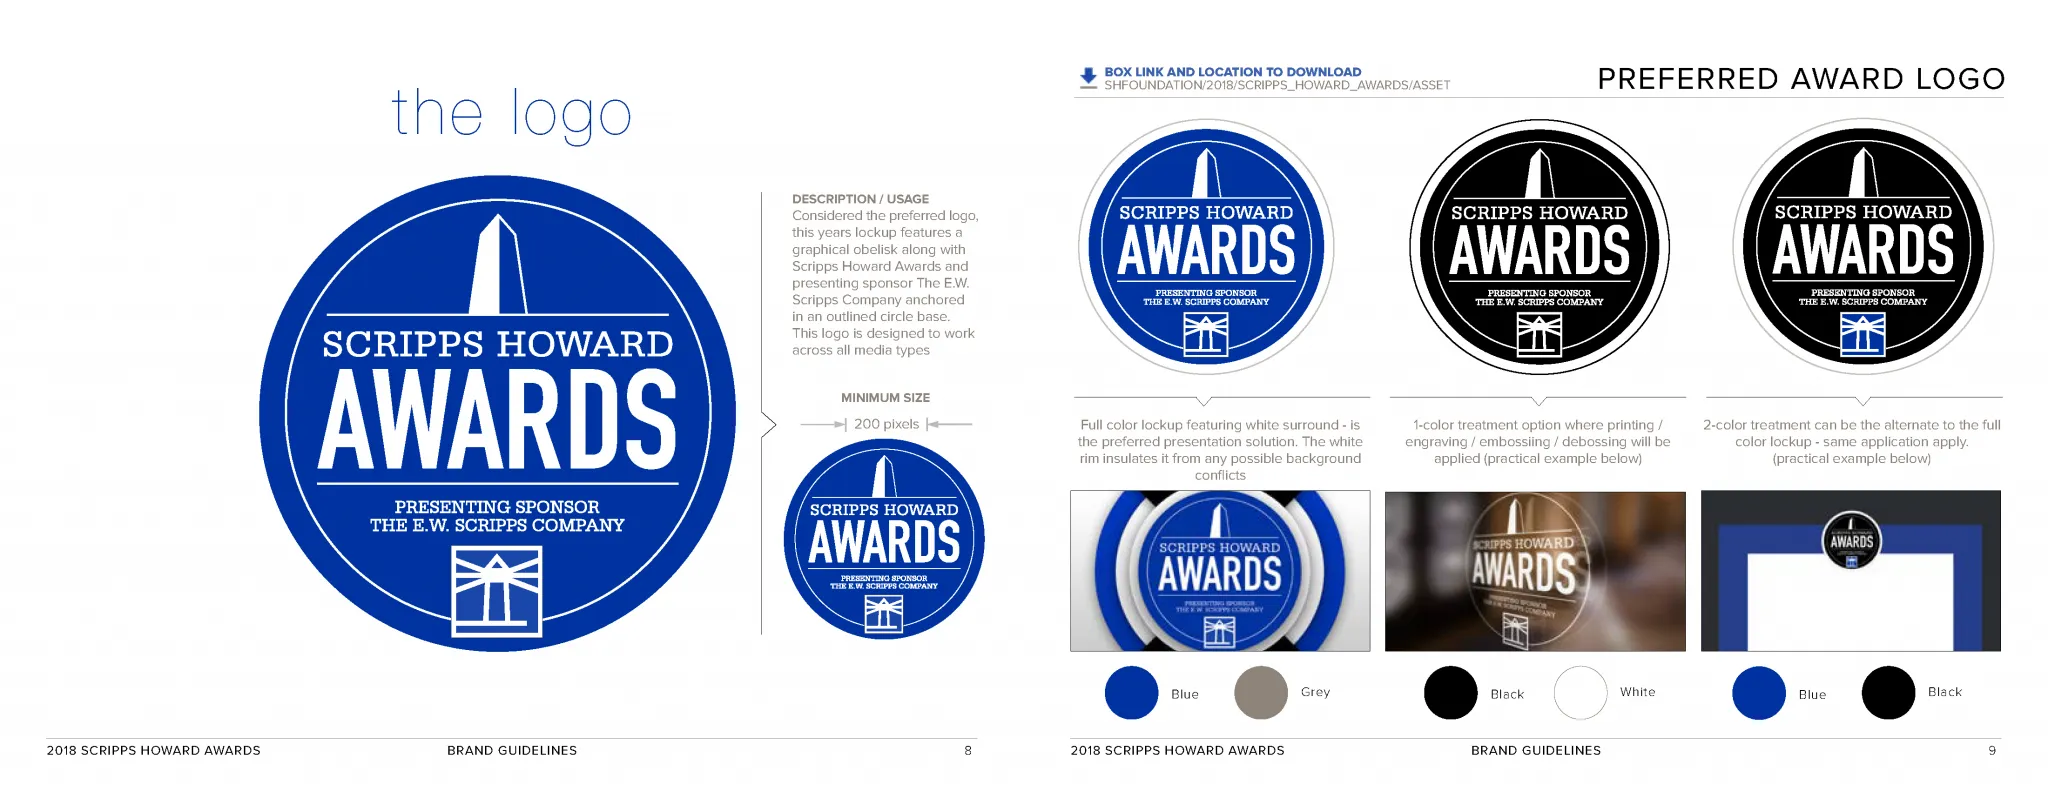 the logo
SCRIPPS HOWARD
AWARDS
PRESENTING SPONSOR
THE E.W. SCRIPPS COMPANY
DESCRIPTION / USAGE
Considered the preferred logo,
this years lockup features a
graphical obelisk along with
Scripps Howard Awards and
presenting sponsor The E.W.
Scripps Company anchored
in an outlined circle base.
This logo is designed to work
across all media types
MINIMUM SIZE
200 pixels
SCRIPPS HOWARD
AWARDS
PRESENTING SPONSOR
THE E.W. SCRIPPS COMPANY
2018 SCRIPPS HOWARD AWARDS
BRAND GUIDELINES
8
BOX LINK AND LOCATION TO DOWNLOAD
SHFOUNDATION/2018/SCRIPPS_HOWARD_AWARDS/ASSET
PREFERRED AWARD LOGO
SCRIPPS HOWARD
AWARDS
PRESENTING SPONSOR
THE E.W. SCRIPPS COMPANY
SCRIPPS HOWARD
AWARDS
PRESENTING SPONSOR
THE E.W. SCRIPPS COMPANY
SCRIPPS HOWARD
AWARDS
PRESENTING SPONSOR
THE E.W. SCRIPPS COMPANY
Full color lockup featuring white surround - is
the preferred presentation solution. The white
rim insulates it from any possible background
conflicts
1-color treatment option where printing /
engraving / embossiing / debossing will be
applied (practical example below)
2-color treatment can be the alternate to the full
color lockup - same application apply.
(practical example below)
SCRIPPS HOWARD
AWARDS
PRESENTING SPONSOR
THE E.W. SCRIPPS COMPANY
SCRIPPS HOWARD
AWARDS
PRESENTING SPONSOR
THE E.W. SCRIPPS COMPANY
AWARDS
Blue
Grey
Black
White
Blue
Black
2018 SCRIPPS HOWARD AWARDS
BRAND GUIDELINES
9